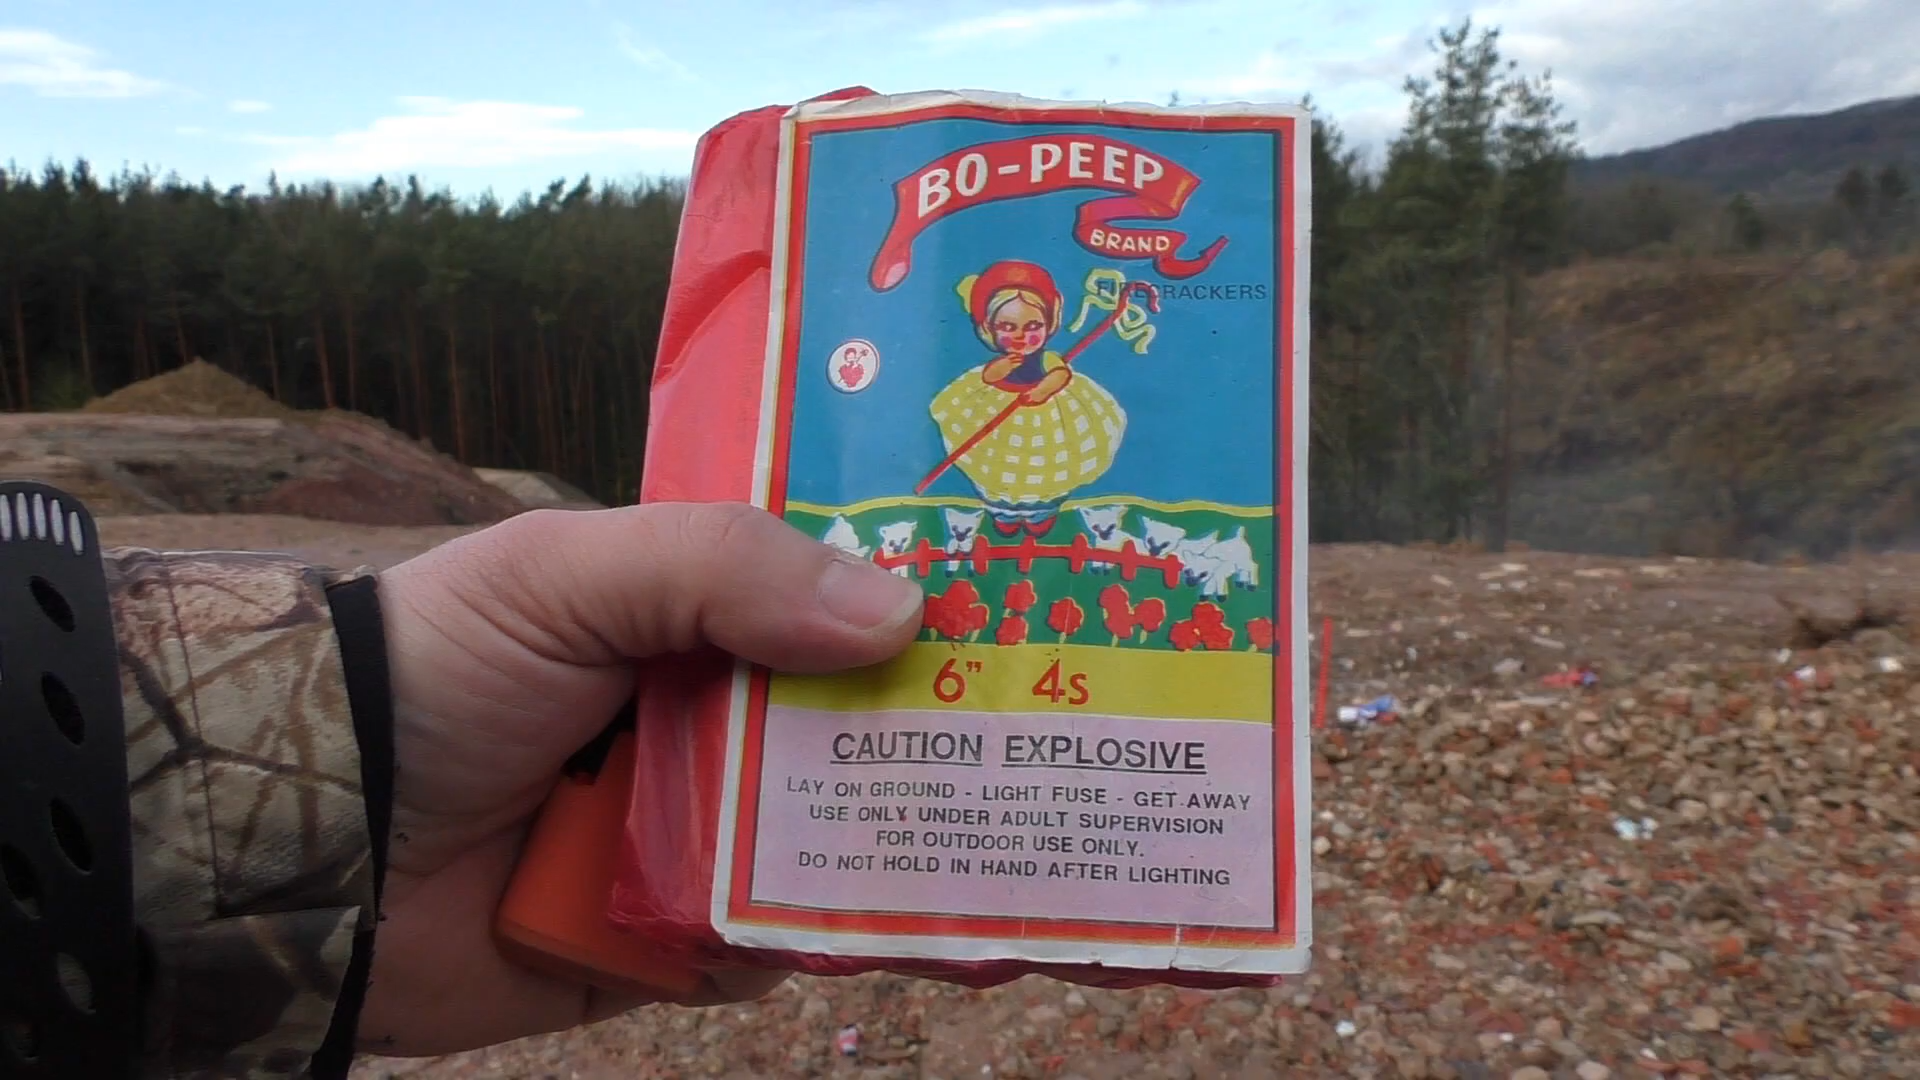 BO-PEEP
BRAND
FIRECRACKERS
6" 4s
CAUTION EXPLOSIVE
LAY ON GROUND - LIGHT FUSE - GET AWAY
USE ONLY UNDER ADULT SUPERVISION
FOR OUTDOOR USE ONLY.
DO NOT HOLD IN HAND AFTER LIGHTING